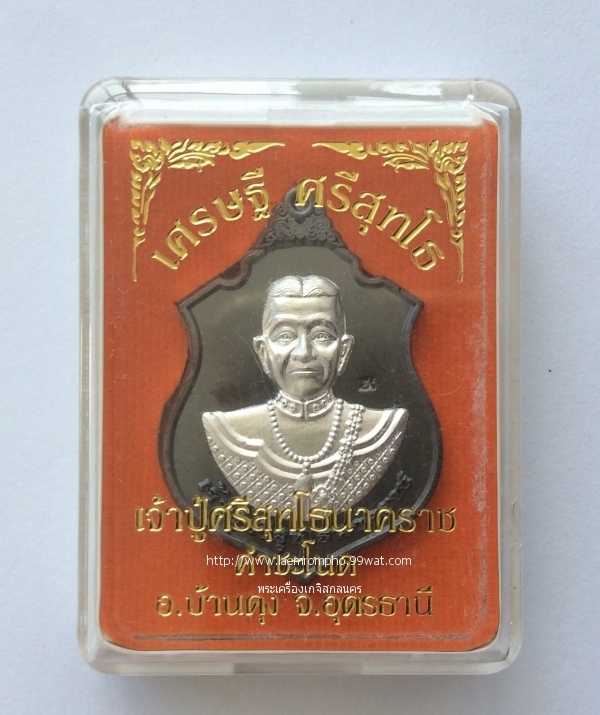 เศรษฐี ศรีสุทโธ
เจ้าปู่ศรีสุทโธนาคราช
http://www.laemrompho.99wat.com/
คำชะโนด
พระเครื่องเกจิสกลนคร
อ.บ้านดุง จ.อุดรธานี